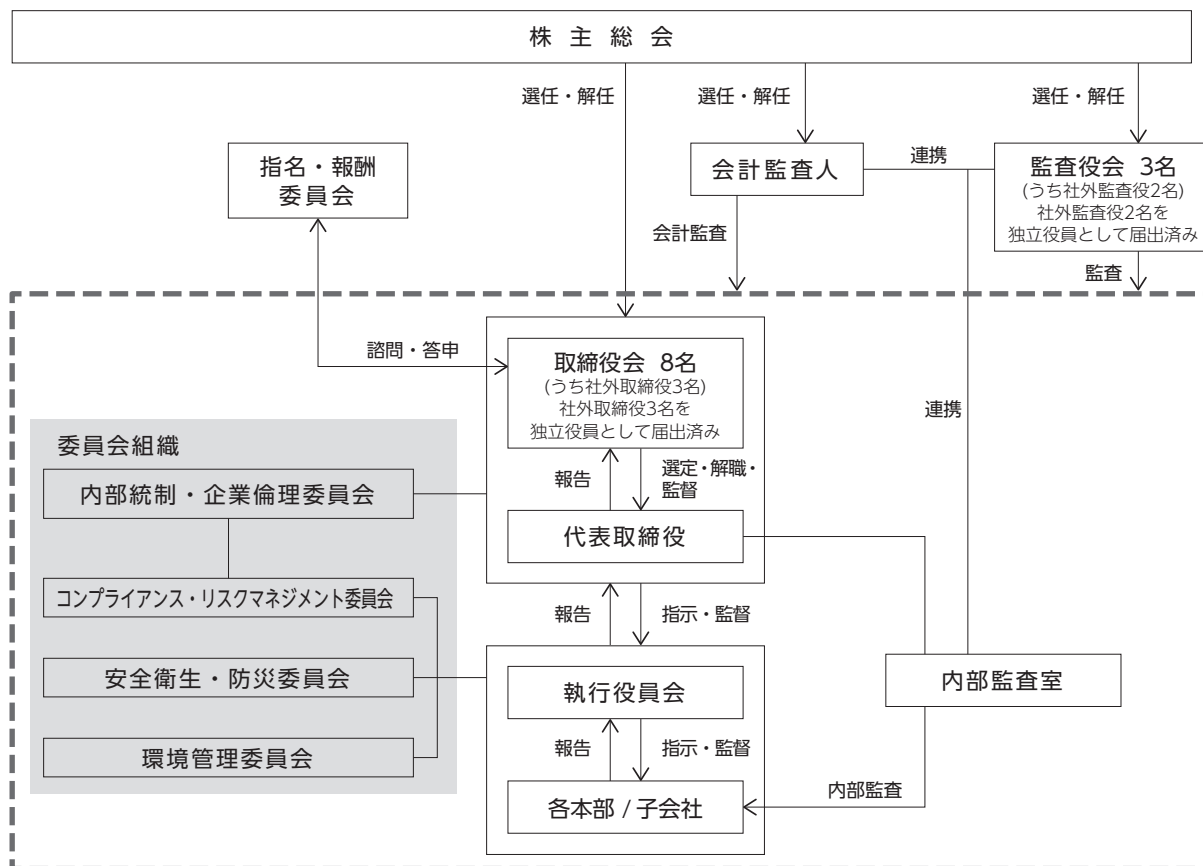 株主総会
選任・解任
選任・解任
選任・解任
指名・報酬
委員会
会計監査人
連携
監査役会 3名
(うち社外監査役2名)
社外監査役2名を
独立役員として届出済み
会計監査
監査
諮問・答申
取締役会 8名
(うち社外取締役3名)
社外取締役3名を
独立役員として届出済み
連携
委員会組織
内部統制・企業倫理委員会
報告
選定・解職・
監督
代表取締役
コンプライアンス・リスクマネジメント委員会
報告
指示・監督
安全衛生・防災委員会
執行役員会
内部監査室
環境管理委員会
報告
指示・監督
内部監査
各本部 / 子会社